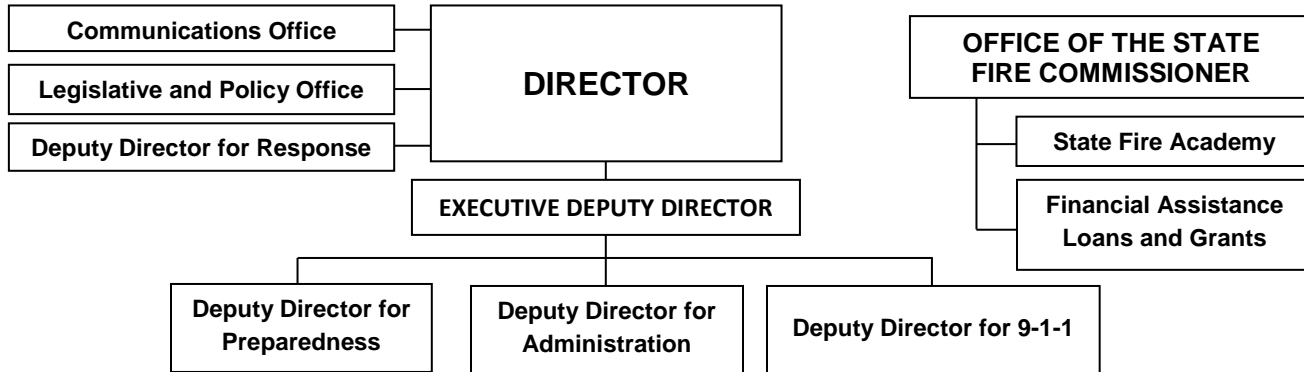 Communications Office
Legislative and Policy Office
Deputy Director for Response
DIRECTOR
EXECUTIVE DEPUTY DIRECTOR
Deputy Director for
Preparedness
Deputy Director for
Administration
Deputy Director for 9-1-1
OFFICE OF THE STATE
FIRE COMMISSIONER
State Fire Academy
Financial Assistance
Loans and Grants